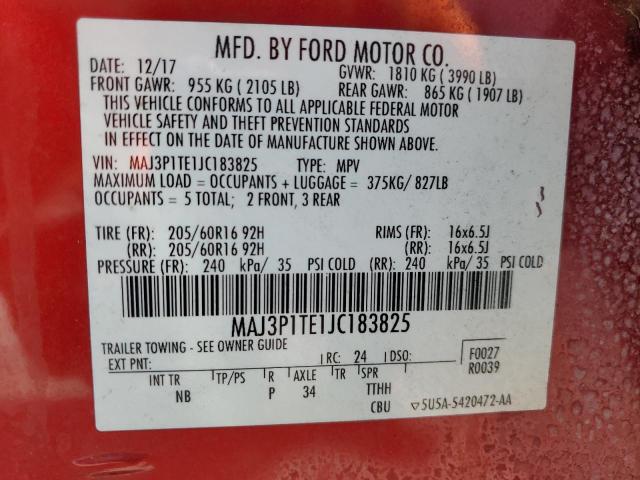 MFD. BY FORD MOTOR CO.
DATE: 12/17 GVWR: 1810 KG ( 3990 LB)
FRONT GAWR: 955 KG ( 2105 LB) REAR GAWR: 865 KG ( 1907 LB)
THIS VEHICLE CONFORMS TO ALL APPLICABLE FEDERAL MOTOR
VEHICLE SAFETY AND THEFT PREVENTION STANDARDS
IN EFFECT ON THE DATE OF MANUFACTURE SHOWN ABOVE.
VIN: MAJ3P1TE1JC183825 TYPE: MPV
MAXIMUM LOAD = OCCUPANTS + LUGGAGE = 375KG/ 827LB
OCCUPANTS = 5 TOTAL; 2 FRONT, 3 REAR
TIRE (FR): 205/60R16 92H RIMS (FR): 16x6.5J
(RR): 205/60R16 92H (RR): 16x6.5J
PRESSURE (FR): 240 kPa/ 35 PSI COLD (RR): 240 kPa/ 35 PSI COLD
MAJ3P1TE1JC183825
TRAILER TOWING - SEE OWNER GUIDE
EXT PNT: RC: 24 DSO: F0027
R0039
INT TR TP/PS R AXLE TR SPR
NB P 34 TTHH
CBU ▽5U5A-5420472-AA